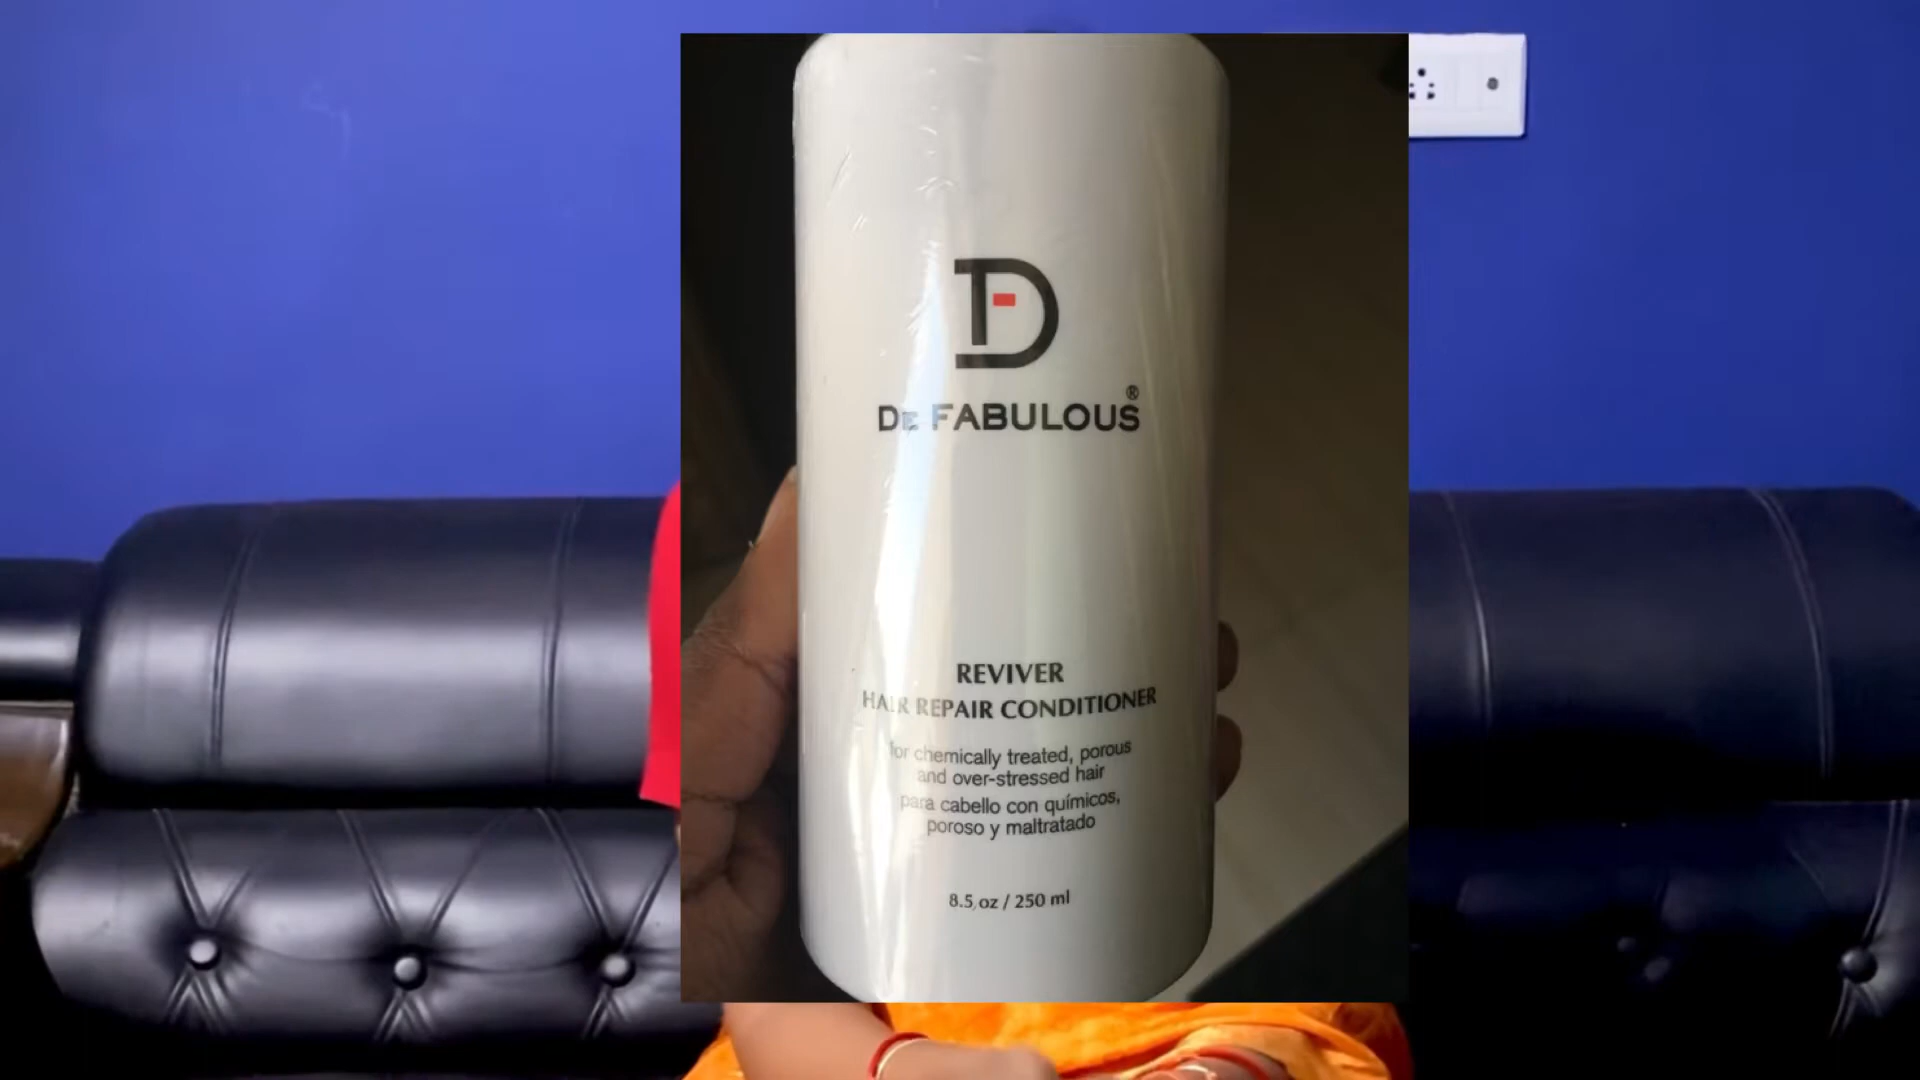 DE FABULOUS®
REVIVER
HAIR REPAIR CONDITIONER
for chemically treated, porous
and over-stressed hair
para cabello con químicos,
poroso y maltratado
8.5 oz / 250 ml